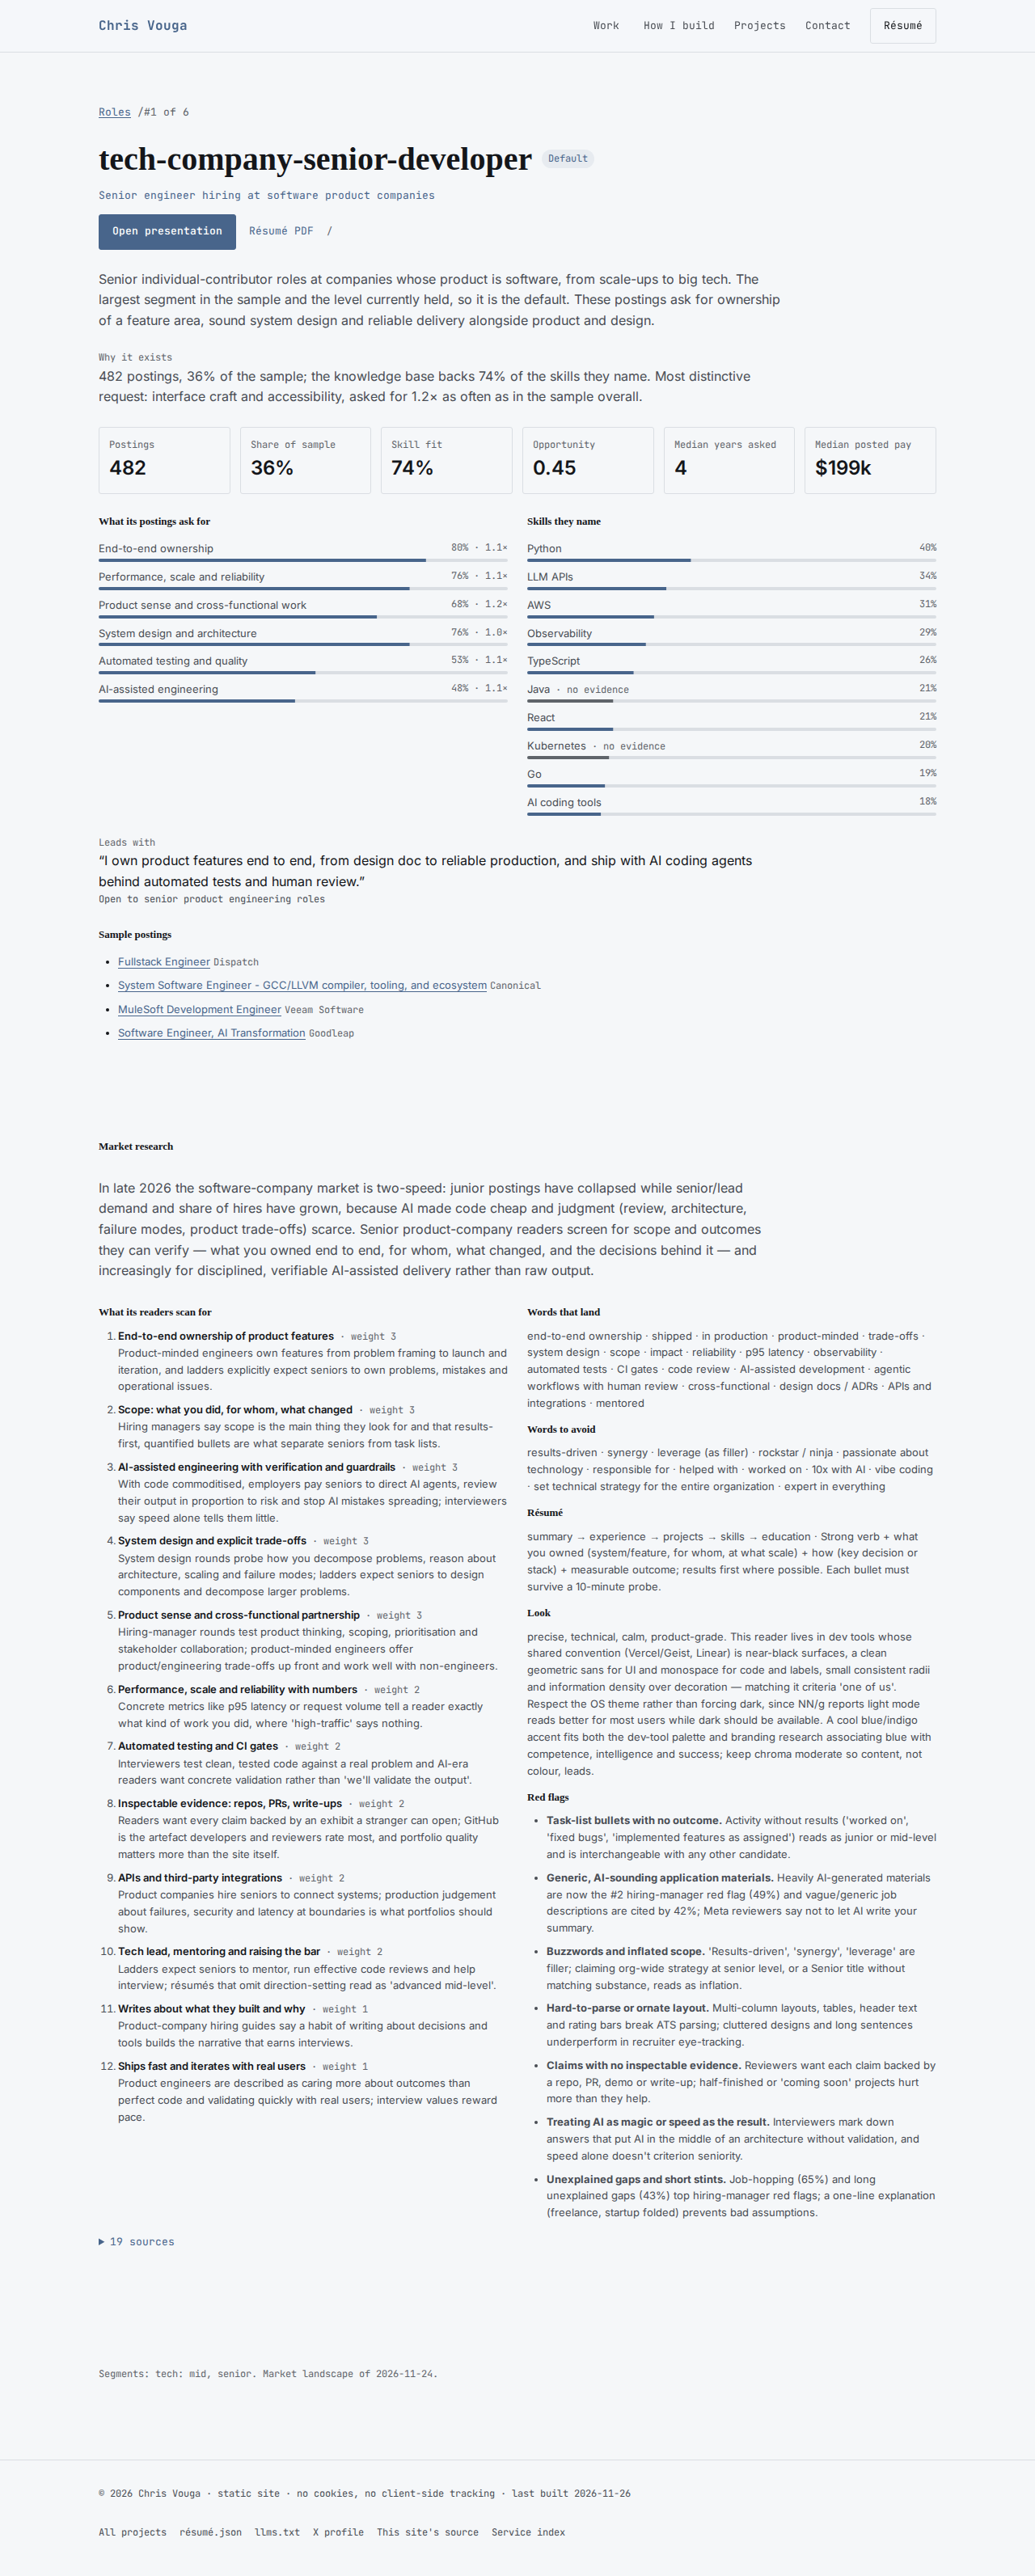 Chris Vouga
Work How I build Projects Contact Résumé
Roles /#1 of 6
tech-company-senior-developer Default
Senior engineer hiring at software product companies
Open presentation Résumé PDF /
Senior individual-contributor roles at companies whose product is software, from scale-ups to big tech. The
largest segment in the sample and the level currently held, so it is the default. These postings ask for ownership
of a feature area, sound system design and reliable delivery alongside product and design.
Why it exists
482 postings, 36% of the sample; the knowledge base backs 74% of the skills they name. Most distinctive
request: interface craft and accessibility, asked for 1.2× as often as in the sample overall.
Postings
482
Share of sample
36%
Skill fit
74%
Opportunity
0.45
Median years asked
4
Median posted pay
$199k
What its postings ask for
End-to-end ownership 80% · 1.1×
Performance, scale and reliability 76% · 1.1×
Product sense and cross-functional work 68% · 1.2×
System design and architecture 76% · 1.0×
Automated testing and quality 53% · 1.1×
AI-assisted engineering 48% · 1.1×
Skills they name
Python 40%
LLM APIs 34%
AWS 31%
Observability 29%
TypeScript 26%
Java · no evidence 21%
React 21%
Kubernetes · no evidence 20%
Go 19%
AI coding tools 18%
Leads with
“I own product features end to end, from design doc to reliable production, and ship with AI coding agents
behind automated tests and human review.”
Open to senior product engineering roles
Sample postings
• Fullstack Engineer Dispatch
• System Software Engineer - GCC/LLVM compiler, tooling, and ecosystem Canonical
• MuleSoft Development Engineer Veeam Software
• Software Engineer, AI Transformation Goodleap
Market research
In late 2026 the software-company market is two-speed: junior postings have collapsed while senior/lead
demand and share of hires have grown, because AI made code cheap and judgment (review, architecture,
failure modes, product trade-offs) scarce. Senior product-company readers screen for scope and outcomes
they can verify — what you owned end to end, for whom, what changed, and the decisions behind it — and
increasingly for disciplined, verifiable AI-assisted delivery rather than raw output.
What its readers scan for
1. End-to-end ownership of product features · weight 3
Product-minded engineers own features from problem framing to launch and
iteration, and ladders explicitly expect seniors to own problems, mistakes and
operational issues.
2. Scope: what you did, for whom, what changed · weight 3
Hiring managers say scope is the main thing they look for and that results-
first, quantified bullets are what separate seniors from task lists.
3. AI-assisted engineering with verification and guardrails · weight 3
With code commoditised, employers pay seniors to direct AI agents, review
their output in proportion to risk and stop AI mistakes spreading; interviewers
say speed alone tells them little.
4. System design and explicit trade-offs · weight 3
System design rounds probe how you decompose problems, reason about
architecture, scaling and failure modes; ladders expect seniors to design
components and decompose larger problems.
5. Product sense and cross-functional partnership · weight 3
Hiring-manager rounds test product thinking, scoping, prioritisation and
stakeholder collaboration; product-minded engineers offer
product/engineering trade-offs up front and work well with non-engineers.
6. Performance, scale and reliability with numbers · weight 2
Concrete metrics like p95 latency or request volume tell a reader exactly
what kind of work you did, where 'high-traffic' says nothing.
7. Automated testing and CI gates · weight 2
Interviewers test clean, tested code against a real problem and AI-era
readers want concrete validation rather than 'we'll validate the output'.
8. Inspectable evidence: repos, PRs, write-ups · weight 2
Readers want every claim backed by an exhibit a stranger can open; GitHub
is the artefact developers and reviewers rate most, and portfolio quality
matters more than the site itself.
9. APIs and third-party integrations · weight 2
Product companies hire seniors to connect systems; production judgement
about failures, security and latency at boundaries is what portfolios should
show.
10. Tech lead, mentoring and raising the bar · weight 2
Ladders expect seniors to mentor, run effective code reviews and help
interview; résumés that omit direction-setting read as 'advanced mid-level'.
11. Writes about what they built and why · weight 1
Product-company hiring guides say a habit of writing about decisions and
tools builds the narrative that earns interviews.
12. Ships fast and iterates with real users · weight 1
Product engineers are described as caring more about outcomes than
perfect code and validating quickly with real users; interview values reward
pace.
Words that land
end-to-end ownership · shipped · in production · product-minded · trade-offs ·
system design · scope · impact · reliability · p95 latency · observability ·
automated tests · CI gates · code review · AI-assisted development · agentic
workflows with human review · cross-functional · design docs / ADRs · APIs and
integrations · mentored
Words to avoid
results-driven · synergy · leverage (as filler) · rockstar / ninja · passionate about
technology · responsible for · helped with · worked on · 10x with AI · vibe coding
· set technical strategy for the entire organization · expert in everything
Résumé
summary → experience → projects → skills → education · Strong verb + what
you owned (system/feature, for whom, at what scale) + how (key decision or
stack) + measurable outcome; results first where possible. Each bullet must
survive a 10-minute probe.
Look
precise, technical, calm, product-grade. This reader lives in dev tools whose
shared convention (Vercel/Geist, Linear) is near-black surfaces, a clean
geometric sans for UI and monospace for code and labels, small consistent radii
and information density over decoration — matching it criteria 'one of us'.
Respect the OS theme rather than forcing dark, since NN/g reports light mode
reads better for most users while dark should be available. A cool blue/indigo
accent fits both the dev-tool palette and branding research associating blue with
competence, intelligence and success; keep chroma moderate so content, not
colour, leads.
Red flags
• Task-list bullets with no outcome. Activity without results ('worked on',
'fixed bugs', 'implemented features as assigned') reads as junior or mid-level
and is interchangeable with any other candidate.
• Generic, AI-sounding application materials. Heavily AI-generated materials
are now the #2 hiring-manager red flag (49%) and vague/generic job
descriptions are cited by 42%; Meta reviewers say not to let AI write your
summary.
• Buzzwords and inflated scope. 'Results-driven', 'synergy', 'leverage' are
filler; claiming org-wide strategy at senior level, or a Senior title without
matching substance, reads as inflation.
• Hard-to-parse or ornate layout. Multi-column layouts, tables, header text
and rating bars break ATS parsing; cluttered designs and long sentences
underperform in recruiter eye-tracking.
• Claims with no inspectable evidence. Reviewers want each claim backed by
a repo, PR, demo or write-up; half-finished or 'coming soon' projects hurt
more than they help.
• Treating AI as magic or speed as the result. Interviewers mark down
answers that put AI in the middle of an architecture without validation, and
speed alone doesn't criterion seniority.
• Unexplained gaps and short stints. Job-hopping (65%) and long
unexplained gaps (43%) top hiring-manager red flags; a one-line explanation
(freelance, startup folded) prevents bad assumptions.
▶ 19 sources
Segments: tech: mid, senior. Market landscape of 2026-11-24.
© 2026 Chris Vouga · static site · no cookies, no client-side tracking · last built 2026-11-26
All projects résumé.json llms.txt X profile This site's source Service index